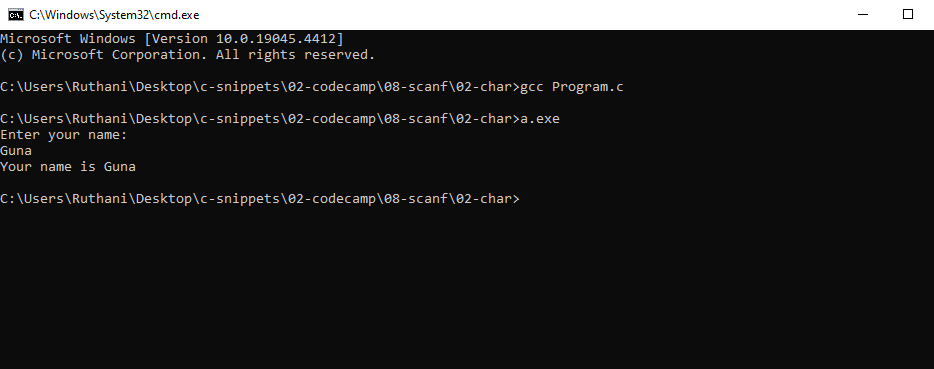 C:\Windows\System32\cmd.exe
Microsoft Windows [Version 10.0.19045.4412]
(c) Microsoft Corporation. All rights reserved.
C:\Users\Ruthani\Desktop\c-snippets\02-codecamp\08-scanf\02-char>gcc Program.c
C:\Users\Ruthani\Desktop\c-snippets\02-codecamp\08-scanf\02-char>a.exe
Enter your name:
Guna
Your name is Guna
C:\Users\Ruthani\Desktop\c-snippets\02-codecamp\08-scanf\02-char>